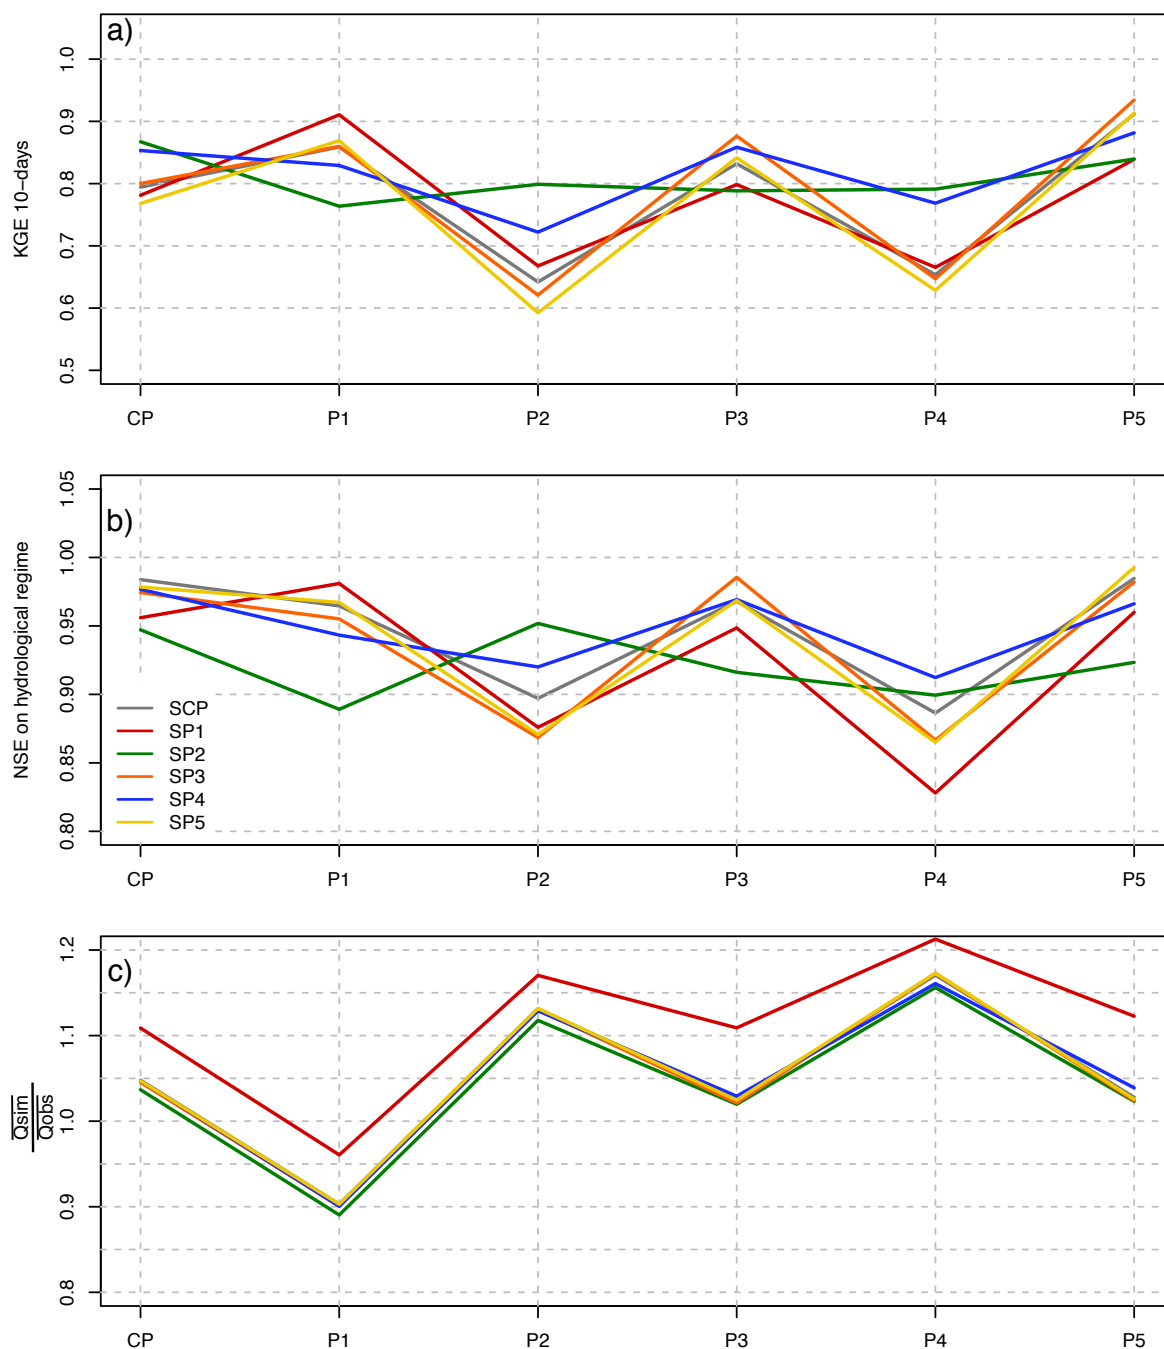 a)
KGE 10−days
1.0
0.9
0.8
0.7
0.6
0.5
CP P1 P2 P3 P4 P5
b)
NSE on hydrological regime
1.05
1.00
0.95
0.90
0.85
0.80
SCP
SP1
SP2
SP3
SP4
SP5
CP P1 P2 P3 P4 P5
c)
Qsim
Qobs
1.2
1.1
1.0
0.9
0.8
CP P1 P2 P3 P4 P5